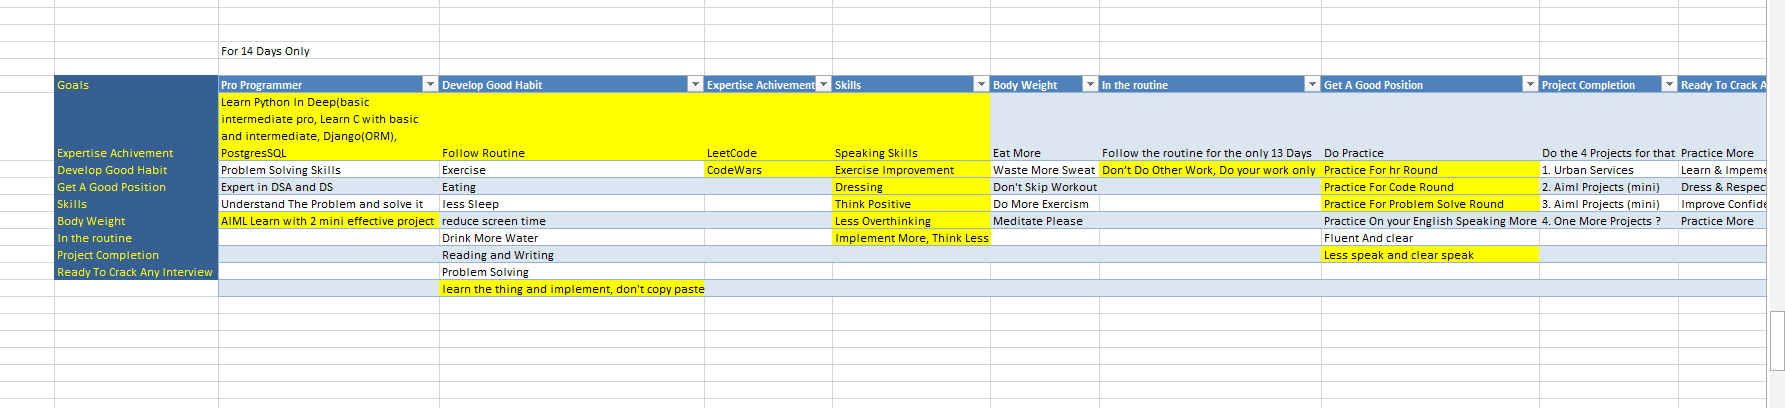 For 14 Days Only
Goals Pro Programmer Develop Good Habit Expertise Achivement Skills Body Weight In the routine Get A Good Position Project Completion Ready To Crack A
Learn Python In Deep(basic
intermediate pro, Learn C with basic
and intermediate, Django(ORM),
Expertise Achivement PostgresSQL Follow Routine LeetCode Speaking Skills Eat More Follow the routine for the only 13 Days Do Practice Do the 4 Projects for that Practice More
Develop Good Habit Problem Solving Skills Exercise CodeWars Exercise Improvement Waste More Sweat Don't Do Other Work, Do your work only Practice For hr Round 1. Urban Services Learn & Impeme
Get A Good Position Expert in DSA and DS Eating Dressing Don't Skip Workout Practice For Code Round 2. Aiml Projects (mini) Dress & Respec
Skills Understand The Problem and solve it less Sleep Think Positive Do More Exercism Practice For Problem Solve Round 3. Aiml Projects (mini) Improve Confide
Body Weight AIML Learn with 2 mini effective project reduce screen time Less Overthinking Meditate Please Practice On your English Speaking More 4. One More Projects ? Practice More
In the routine Drink More Water Implement More, Think Less Fluent And clear
Project Completion Reading and Writing Less speak and clear speak
Ready To Crack Any Interview Problem Solving
learn the thing and implement, don't copy paste